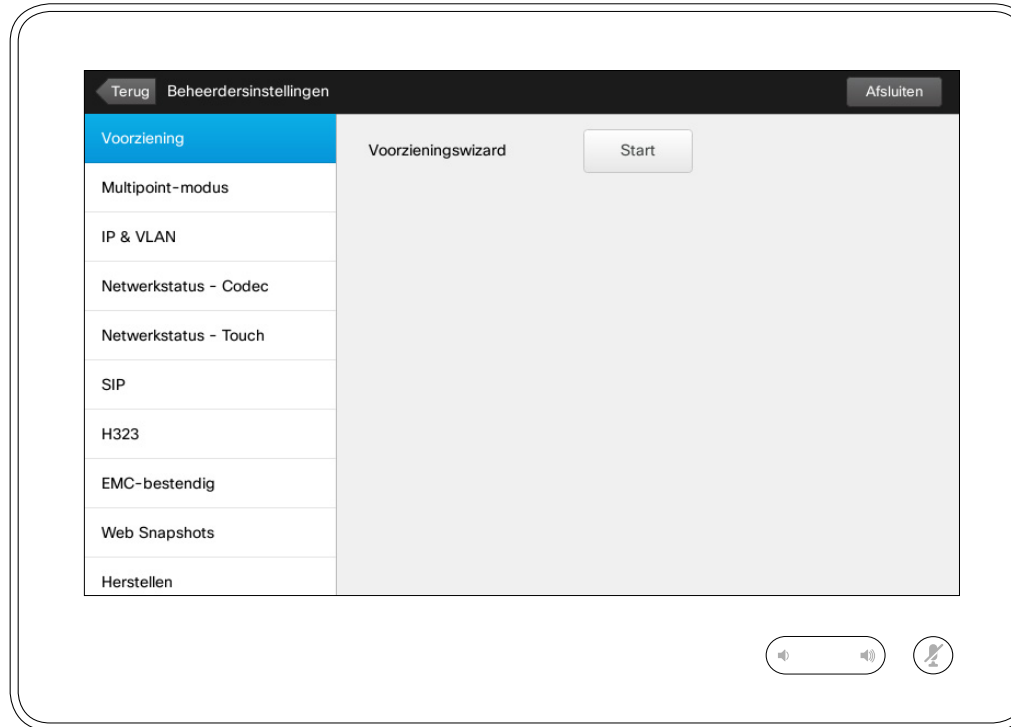 Terug Beheerdersinstellingen Afsluiten
Voorziening
Voorzieningswizard Start
Multipoint-modus
IP & VLAN
Netwerkstatus - Codec
Netwerkstatus - Touch
SIP
H323
EMC-bestendig
Web Snapshots
Herstellen